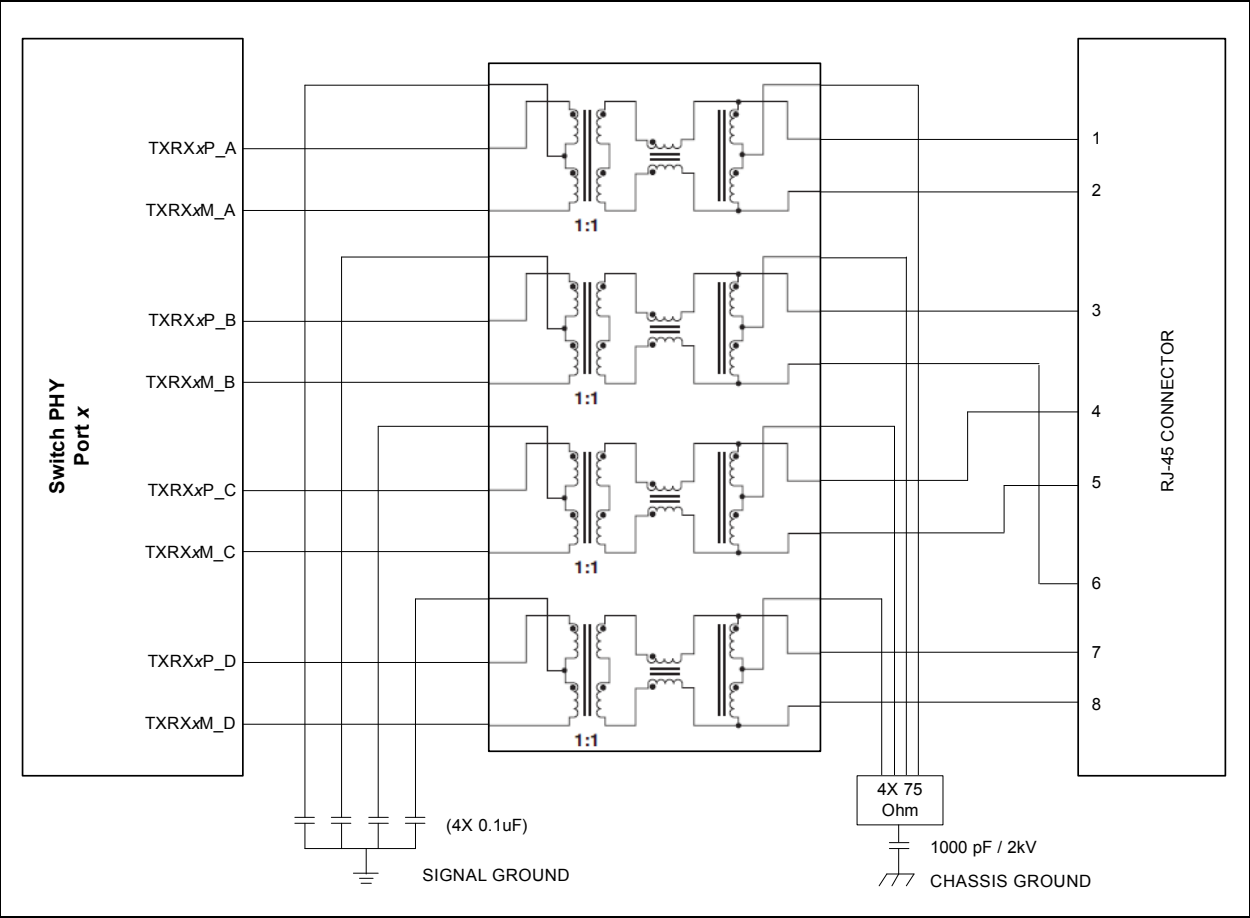 Switch PHY
Port x
TXRXxP_A
TXRXxM_A
TXRXxP_B
TXRXxM_B
TXRXxP_C
TXRXxM_C
TXRXxP_D
TXRXxM_D
1:1
1:1
1:1
1:1
1
2
3
4
5
6
7
8
RJ-45 CONNECTOR
(4X 0.1uF)
SIGNAL GROUND
4X 75
Ohm
1000 pF / 2kV
CHASSIS GROUND